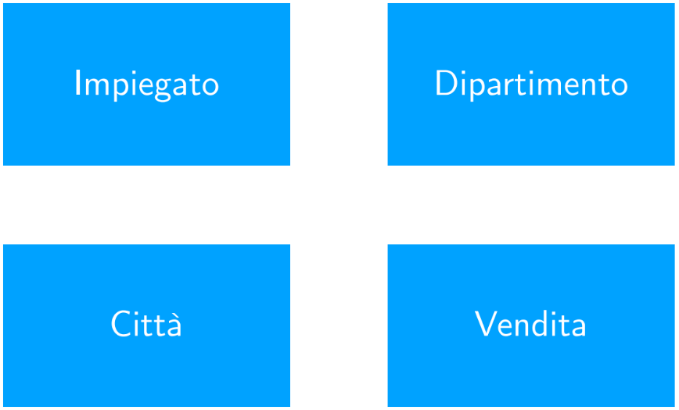 Impiegato
Dipartimento
Città
Vendita